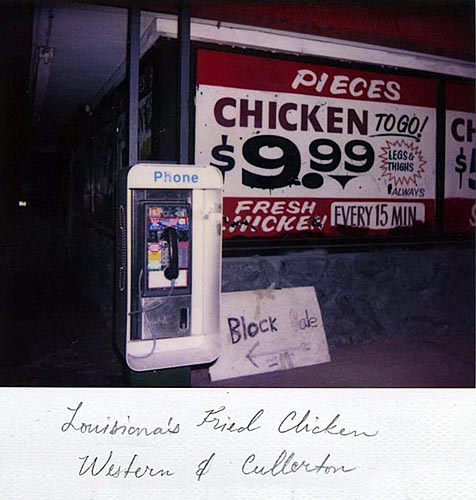 PIECES
CHICKEN TO GO!
$9.99
LEGS &
THIGHS
ALWAYS
FRESH
CHICKEN
EVERY 15 MIN.
CH
$
Phone
Block Sale
Louisiana's Fried Chicken
Western & Cullerton